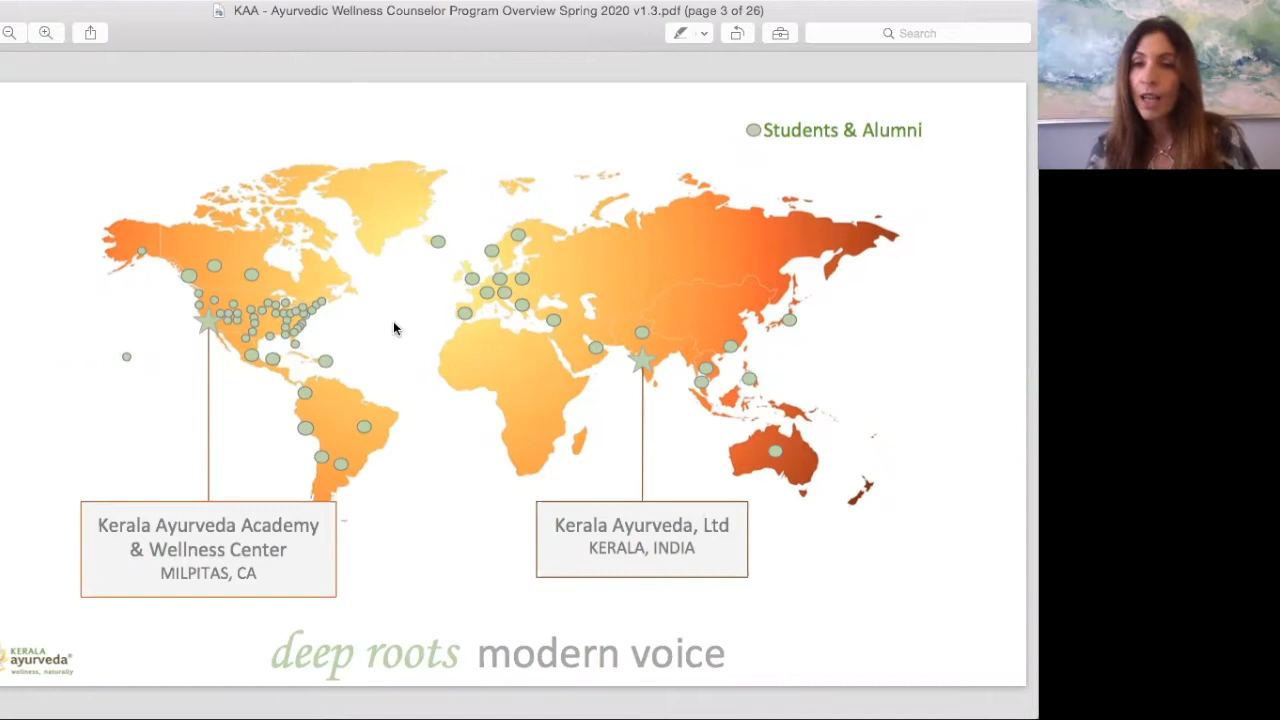 KAA - Ayurvedic Wellness Counselor Program Overview Spring 2020 v1.3.pdf (page 3 of 26)
Search
Students & Alumni
Kerala Ayurveda Academy
& Wellness Center
MILPITAS, CA
Kerala Ayurveda, Ltd
KERALA, INDIA
KERALA
ayurveda®
wellness, naturally
deep roots modern voice